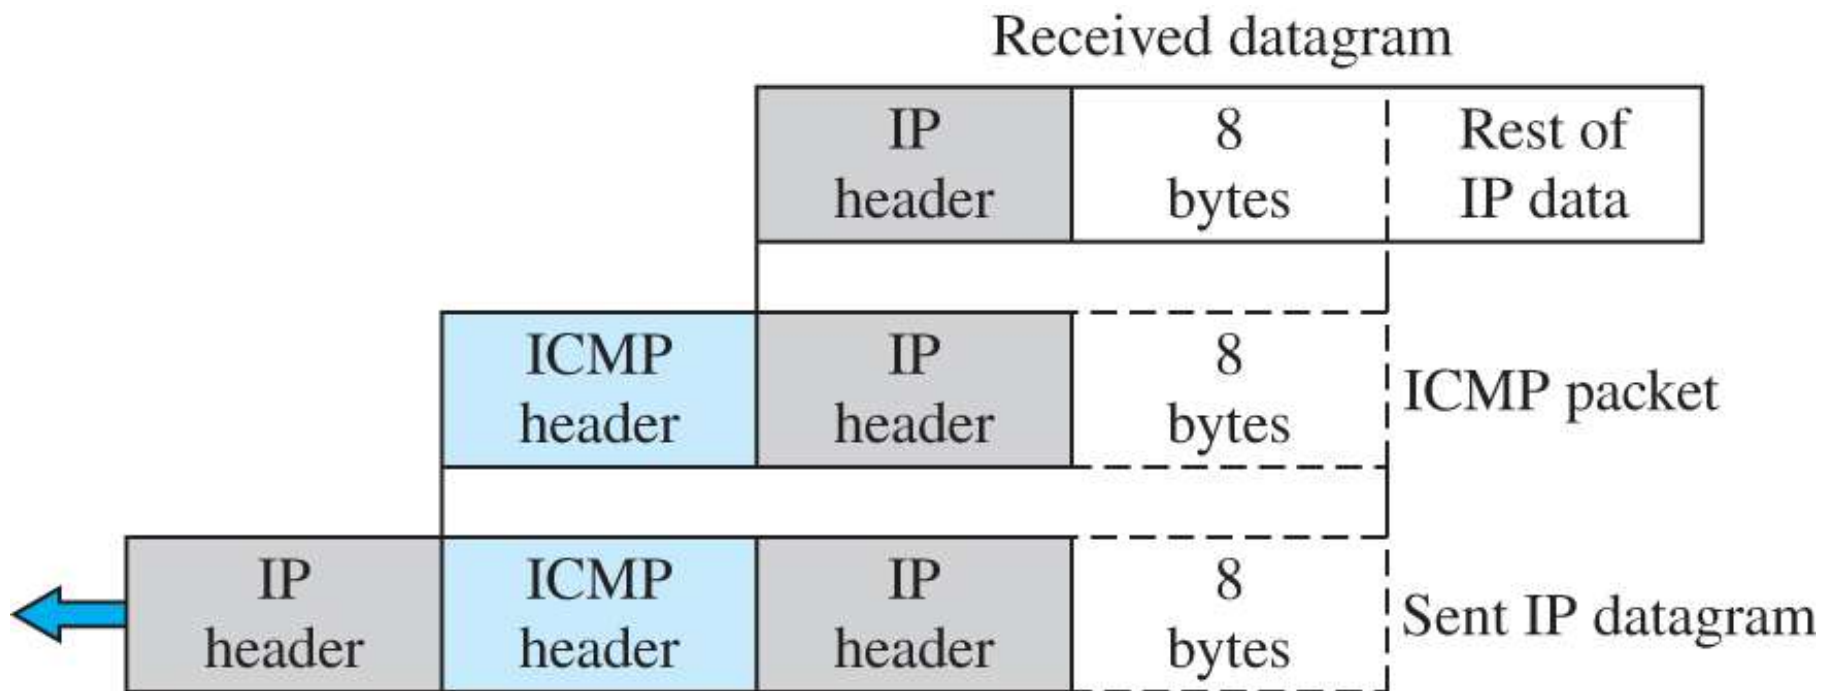 Received datagram
IP header
8 bytes
Rest of IP data
ICMP header
IP header
8 bytes
ICMP packet
IP header
ICMP header
IP header
8 bytes
Sent IP datagram